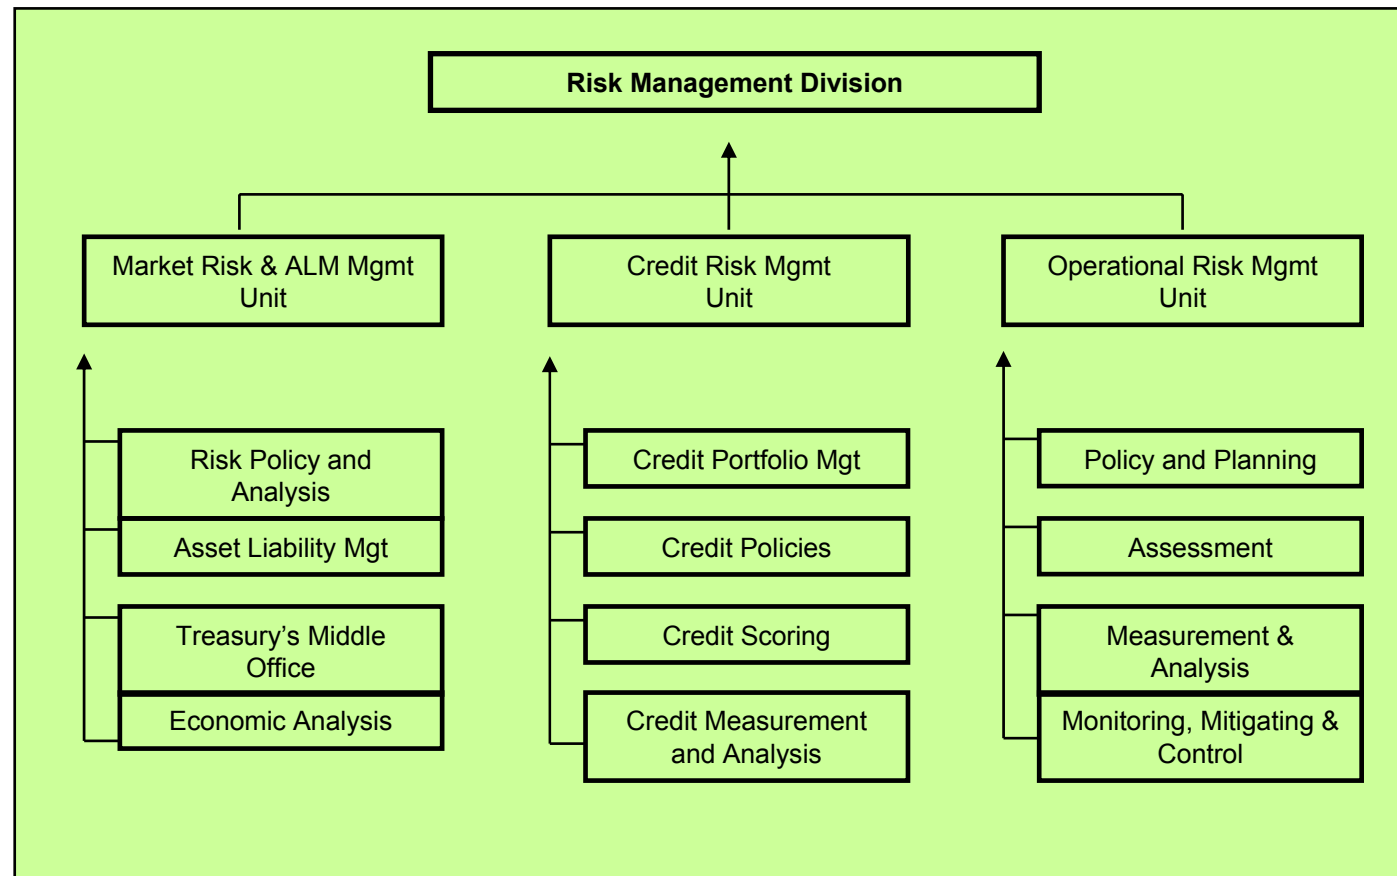 Risk Management Division
Market Risk & ALM Mgmt
Unit
Credit Risk Mgmt
Unit
Operational Risk Mgmt
Unit
Risk Policy and
Analysis
Asset Liability Mgt
Treasury’s Middle
Office
Economic Analysis
Credit Portfolio Mgt
Credit Policies
Credit Scoring
Credit Measurement
and Analysis
Policy and Planning
Assessment
Measurement &
Analysis
Monitoring, Mitigating &
Control